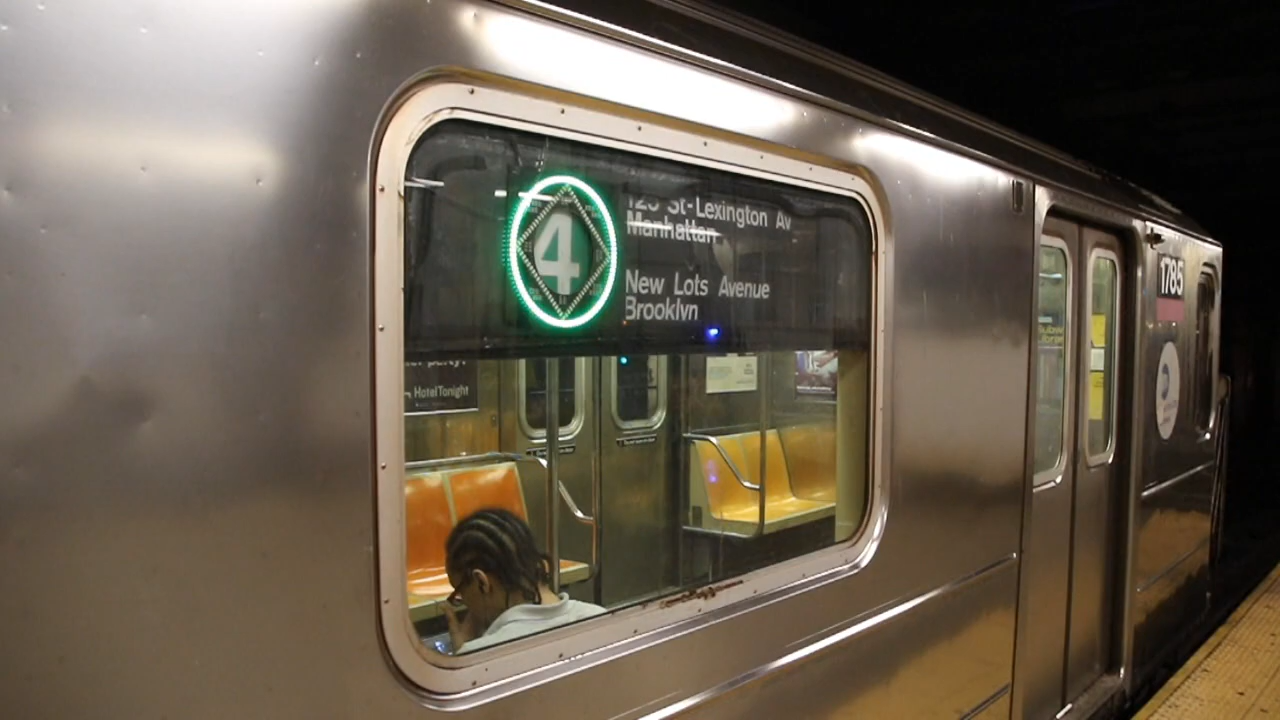 4
125 St-Lexington Av
Manhattan
New Lots Avenue
Brooklyn
HotelTonight
1785